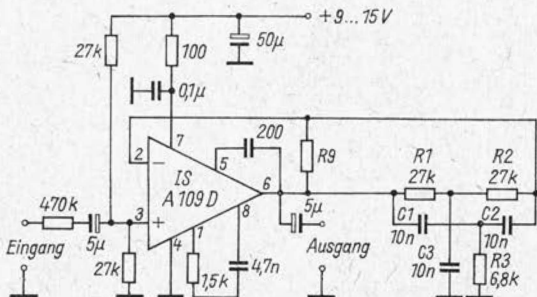 +9...15V
27k
100
50µ
0,1µ
7
2
−
5
200
R9
R1
27k
R2
27k
IS
A 109 D
6
470k
3
+
8
5µ
C1
C2
Eingang
5µ
4
1
Ausgang
10n
C3
10n
10n
R3
6,8k
27k
1,5k
4,7n